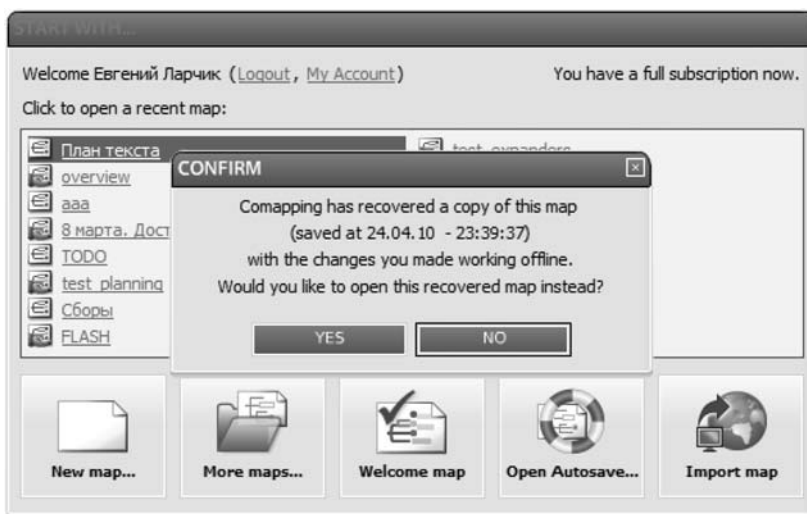 START WITH...
Welcome Евгений Ларчик (Logout, My Account)
You have a full subscription now.
Click to open a recent map:
План текста
overview
aaa
8 марта. Дост
TODO
test_planning
Сборы
FLASH
test_expanders
CONFIRM
Comapping has recovered a copy of this map
(saved at 24.04.10 - 23:39:37)
with the changes you made working offline.
Would you like to open this recovered map instead?
YES
NO
New map...
More maps...
Welcome map
Open Autosave...
Import map